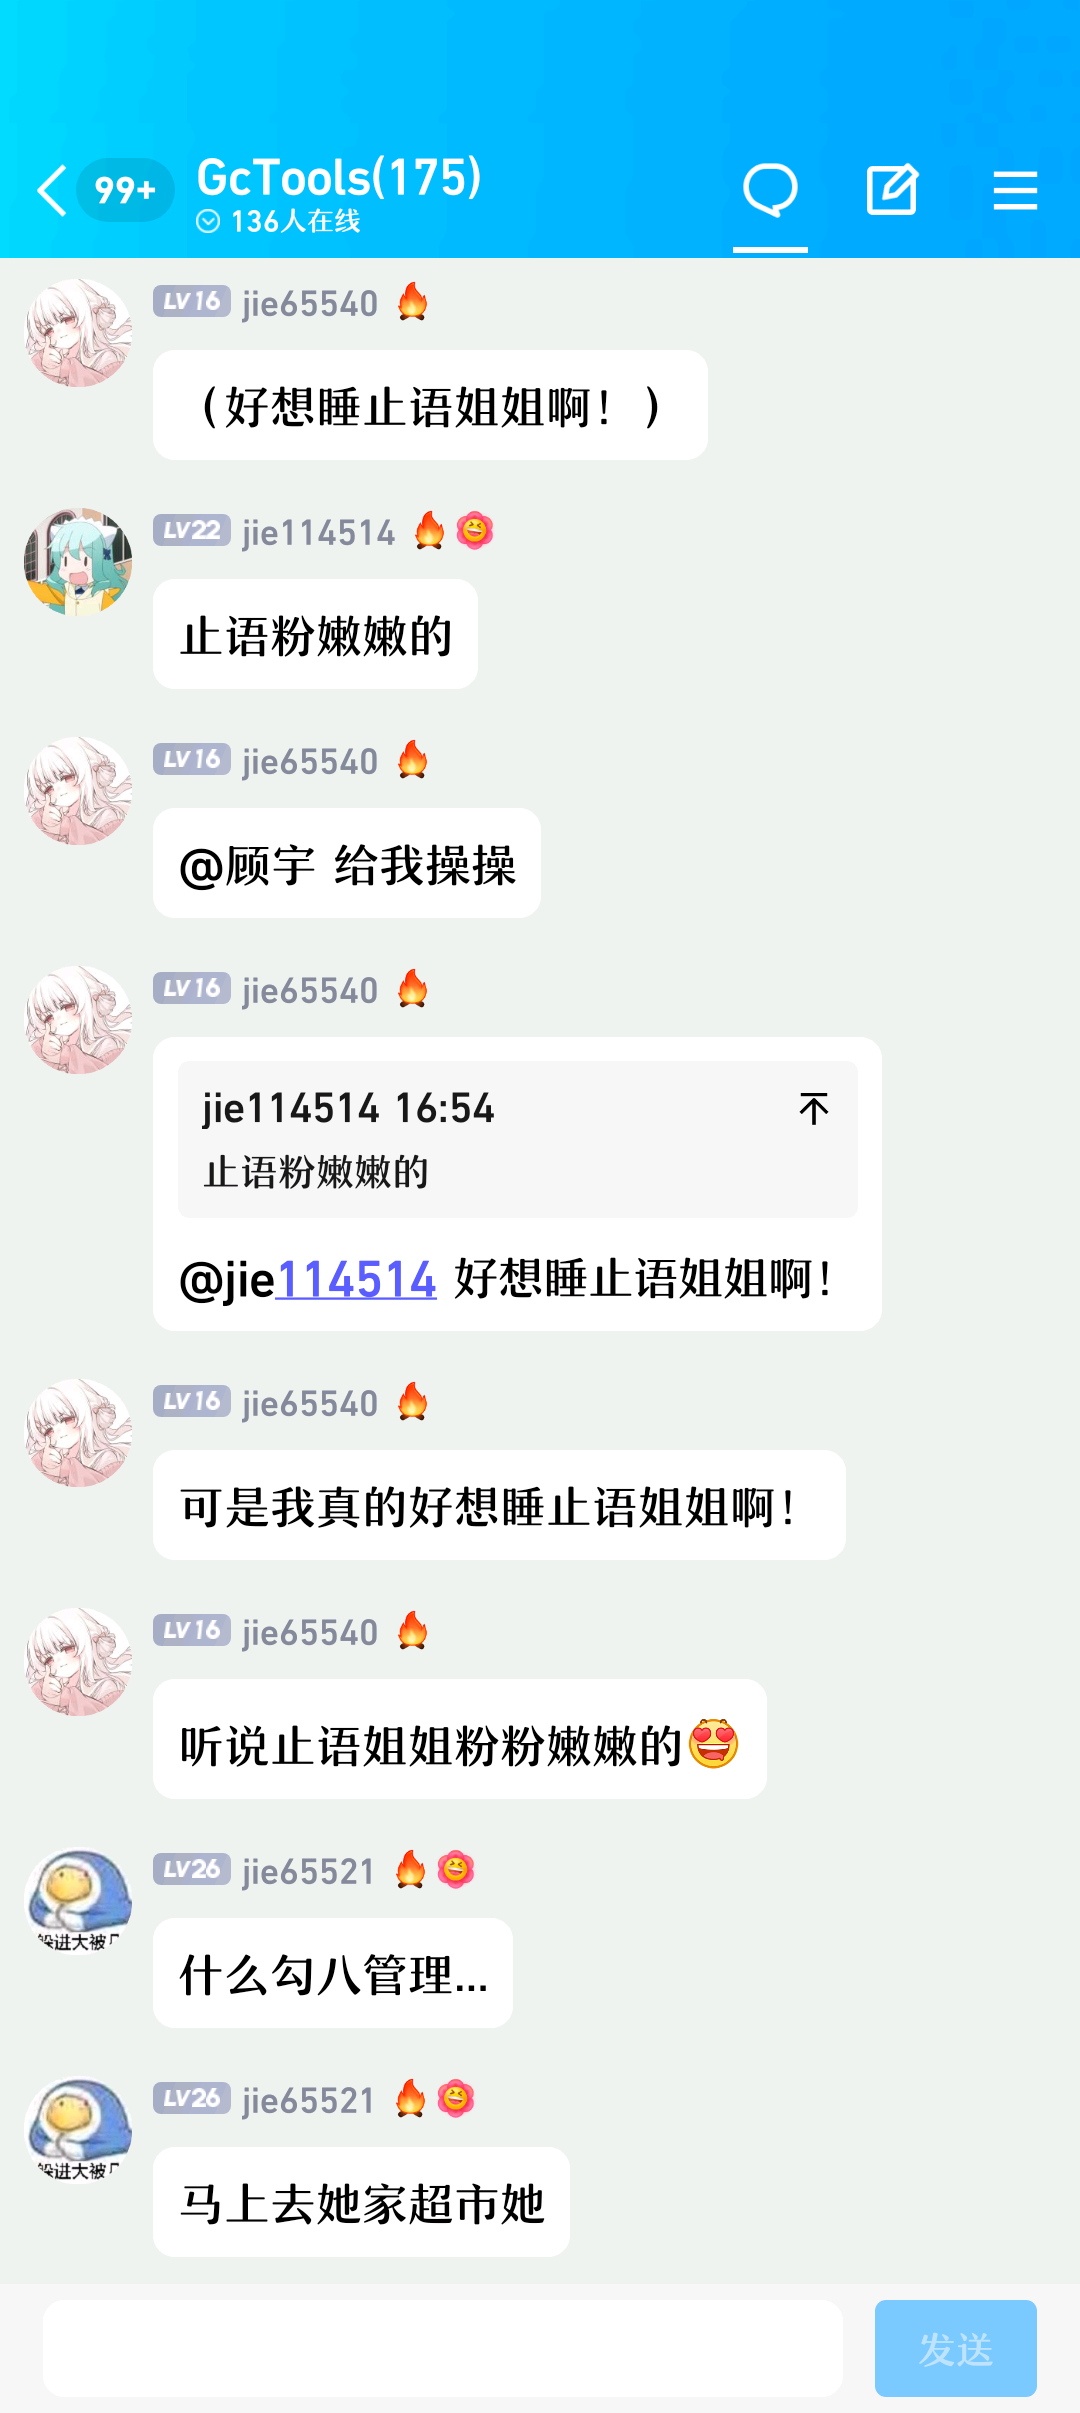 99+
GcTools(175)
136人在线
LV16 jie65540
（好想睡止语姐姐啊！）
LV22 jie114514
止语粉嫩嫩的
LV16 jie65540
@顾宇 给我操操
LV16 jie65540
jie114514 16:54
止语粉嫩嫩的
@jie114514 好想睡止语姐姐啊！
LV16 jie65540
可是我真的好想睡止语姐姐啊！
LV16 jie65540
听说止语姐姐粉粉嫩嫩的
LV26 jie65521
什么勾八管理...
躲进大被几
LV26 jie65521
马上去她家超市她
发送